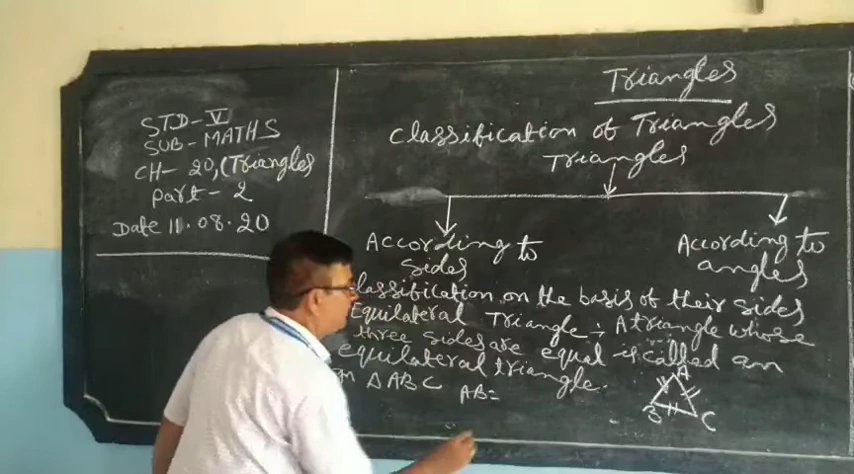 STD-V
SUB-MATHS
CH-20,(Triangles
Part-2
Date 11.08.20
Triangles
Classification of Triangles
Triangles
According to
sides
According to
angles
lassification on the basis of their sides
Equilateral Triangle ÷ A triangle whose
three sides are equal is called an
equilateral triangle.
In △ ABC AB=
A
B
C